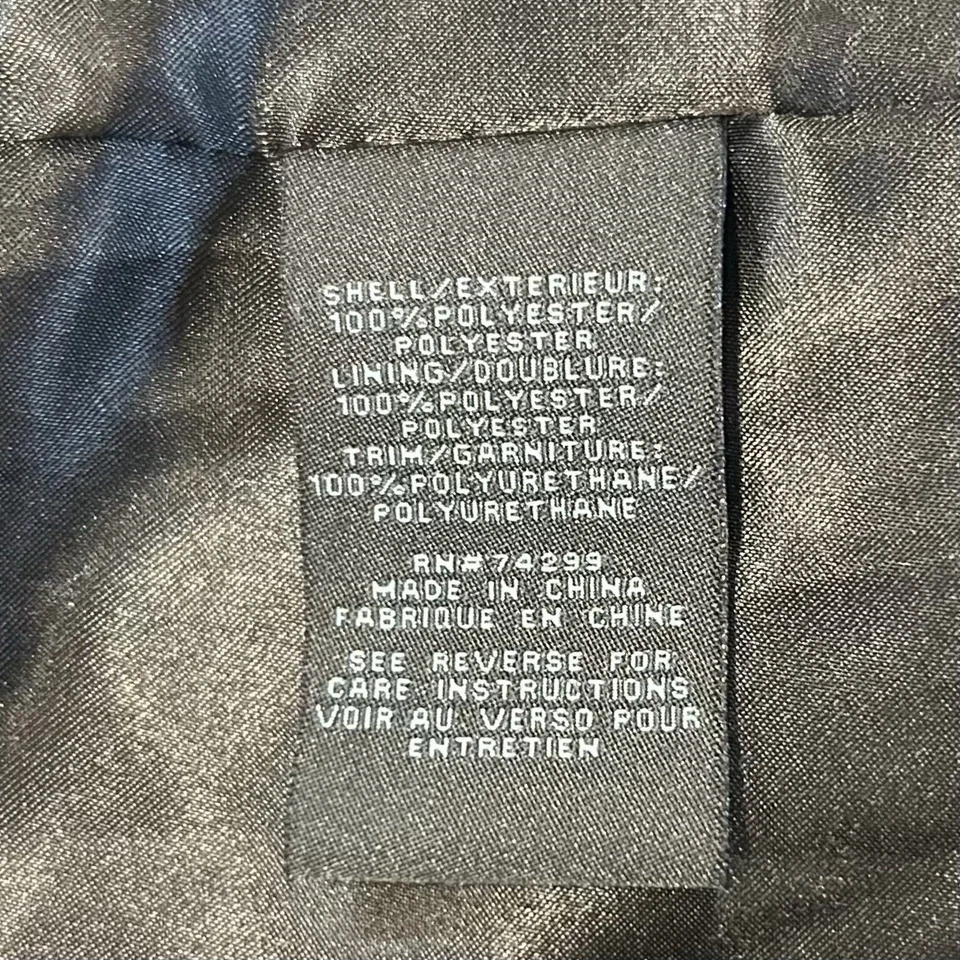 SHELL/EXTERIEUR:
100%POLYESTER/
POLYESTER
LINING/DOUBLURE:
100%POLYESTER/
POLYESTER
TRIM/GARNITURE:
100%POLYURETHANE/
POLYURETHANE
RN#74299
MADE IN CHINA
FABRIQUE EN CHINE
SEE REVERSE FOR
CARE INSTRUCTIONS
VOIR AU VERSO POUR
ENTRETIEN